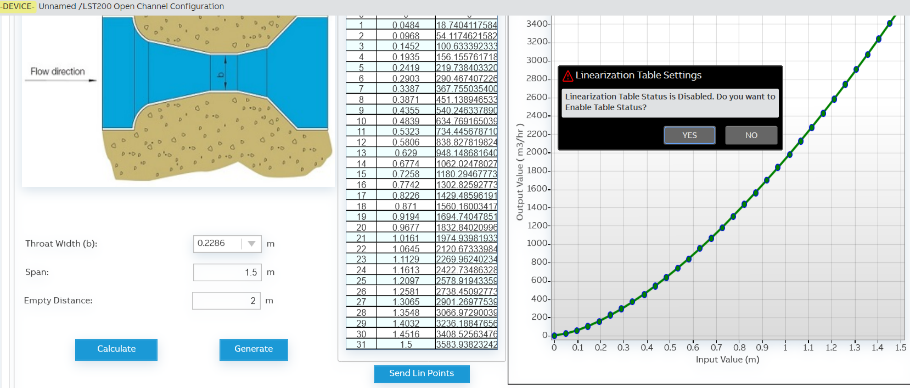 -DEVICE- Unnamed /LST200 Open Channel Configuration
Flow direction
D
Throat Width (b): 0.2286 m
Span: 1.5 m
Empty Distance: 2 m
Calculate Generate
1 0.0484 18.7404117584
2 0.0968 54.1174621582
3 0.1452 100.633392333
4 0.1935 156.155761718
5 0.2419 219.738403320
6 0.2903 290.467407226
7 0.3387 367.755035400
8 0.3871 451.138946533
9 0.4355 540.246337890
10 0.4839 634.769165039
11 0.5323 734.445678710
12 0.5806 838.827819824
13 0.629 948.148681640
14 0.6774 1062.02478027
15 0.7258 1180.29467773
16 0.7742 1302.82592773
17 0.8226 1429.48596191
18 0.871 1560.16003417
19 0.9194 1694.74047851
20 0.9677 1832.84020996
21 1.0161 1974.93981933
22 1.0645 2120.67333984
23 1.1129 2269.96240234
24 1.1613 2422.73486328
25 1.2097 2578.91943359
26 1.2581 2738.45092773
27 1.3065 2901.26977539
28 1.3548 3066.97290039
29 1.4032 3236.18847656
30 1.4516 3408.52563476
31 1.5 3583.93823242
Send Lin Points
Linearization Table Settings
Linearization Table Status is Disabled. Do you want to
Enable Table Status?
YES NO
Output Value ( m3/hr )
3400
3200
3000
2800
2600
2400
2200
2000
1800
1600
1400
1200
1000
800
600
400
200
0
0 0.1 0.2 0.3 0.4 0.5 0.6 0.7 0.8 0.9 1 1.1 1.2 1.3 1.4 1.5
Input Value (m)